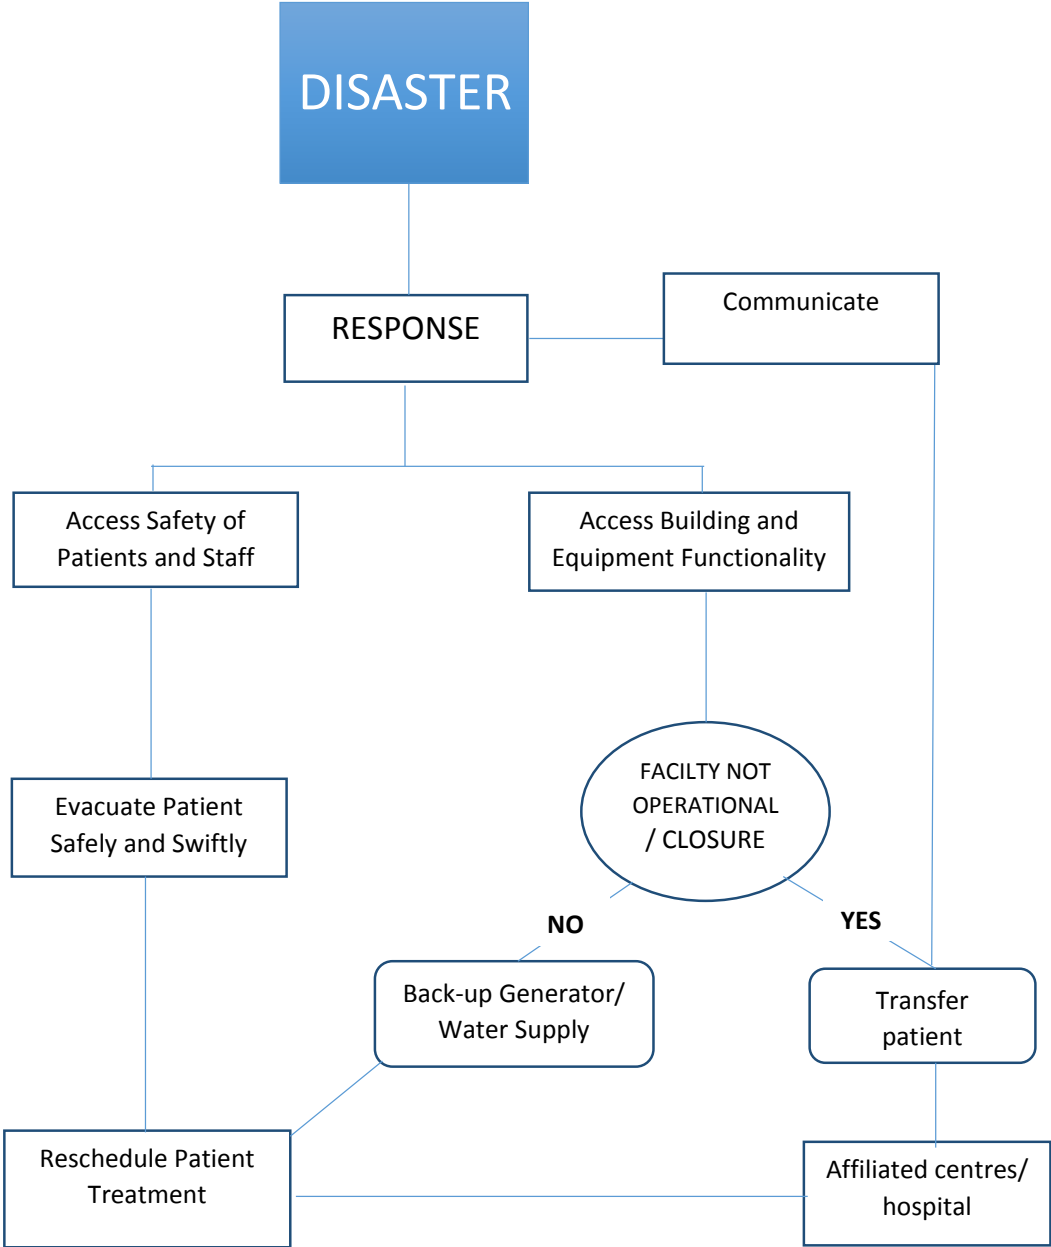 DISASTER
Communicate
RESPONSE
Access Safety of
Patients and Staff
Access Building and
Equipment Functionality
FACILTY NOT
OPERATIONAL
/ CLOSURE
Evacuate Patient
Safely and Swiftly
NO
YES
Back-up Generator/
Water Supply
Transfer
patient
Reschedule Patient
Treatment
Affiliated centres/
hospital